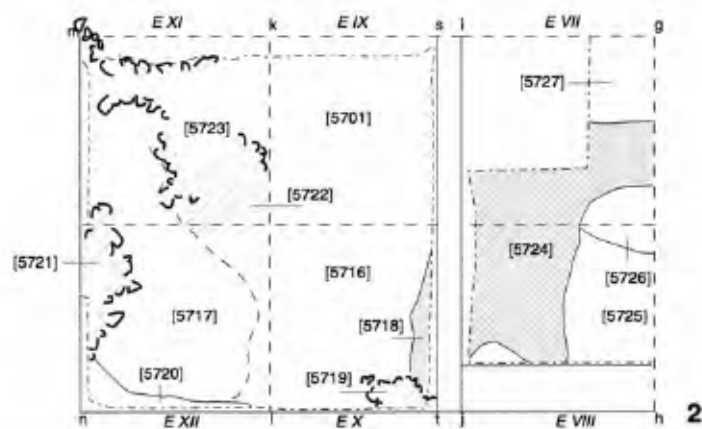 E XI E IX E VII
m k s j g
[5727]
[5723] [5701]
[5722]
[5724]
[5721] [5716] [5726]
[5717] [5718] [5725]
[5720] [5719]
n E XII E X t E VIII h
2